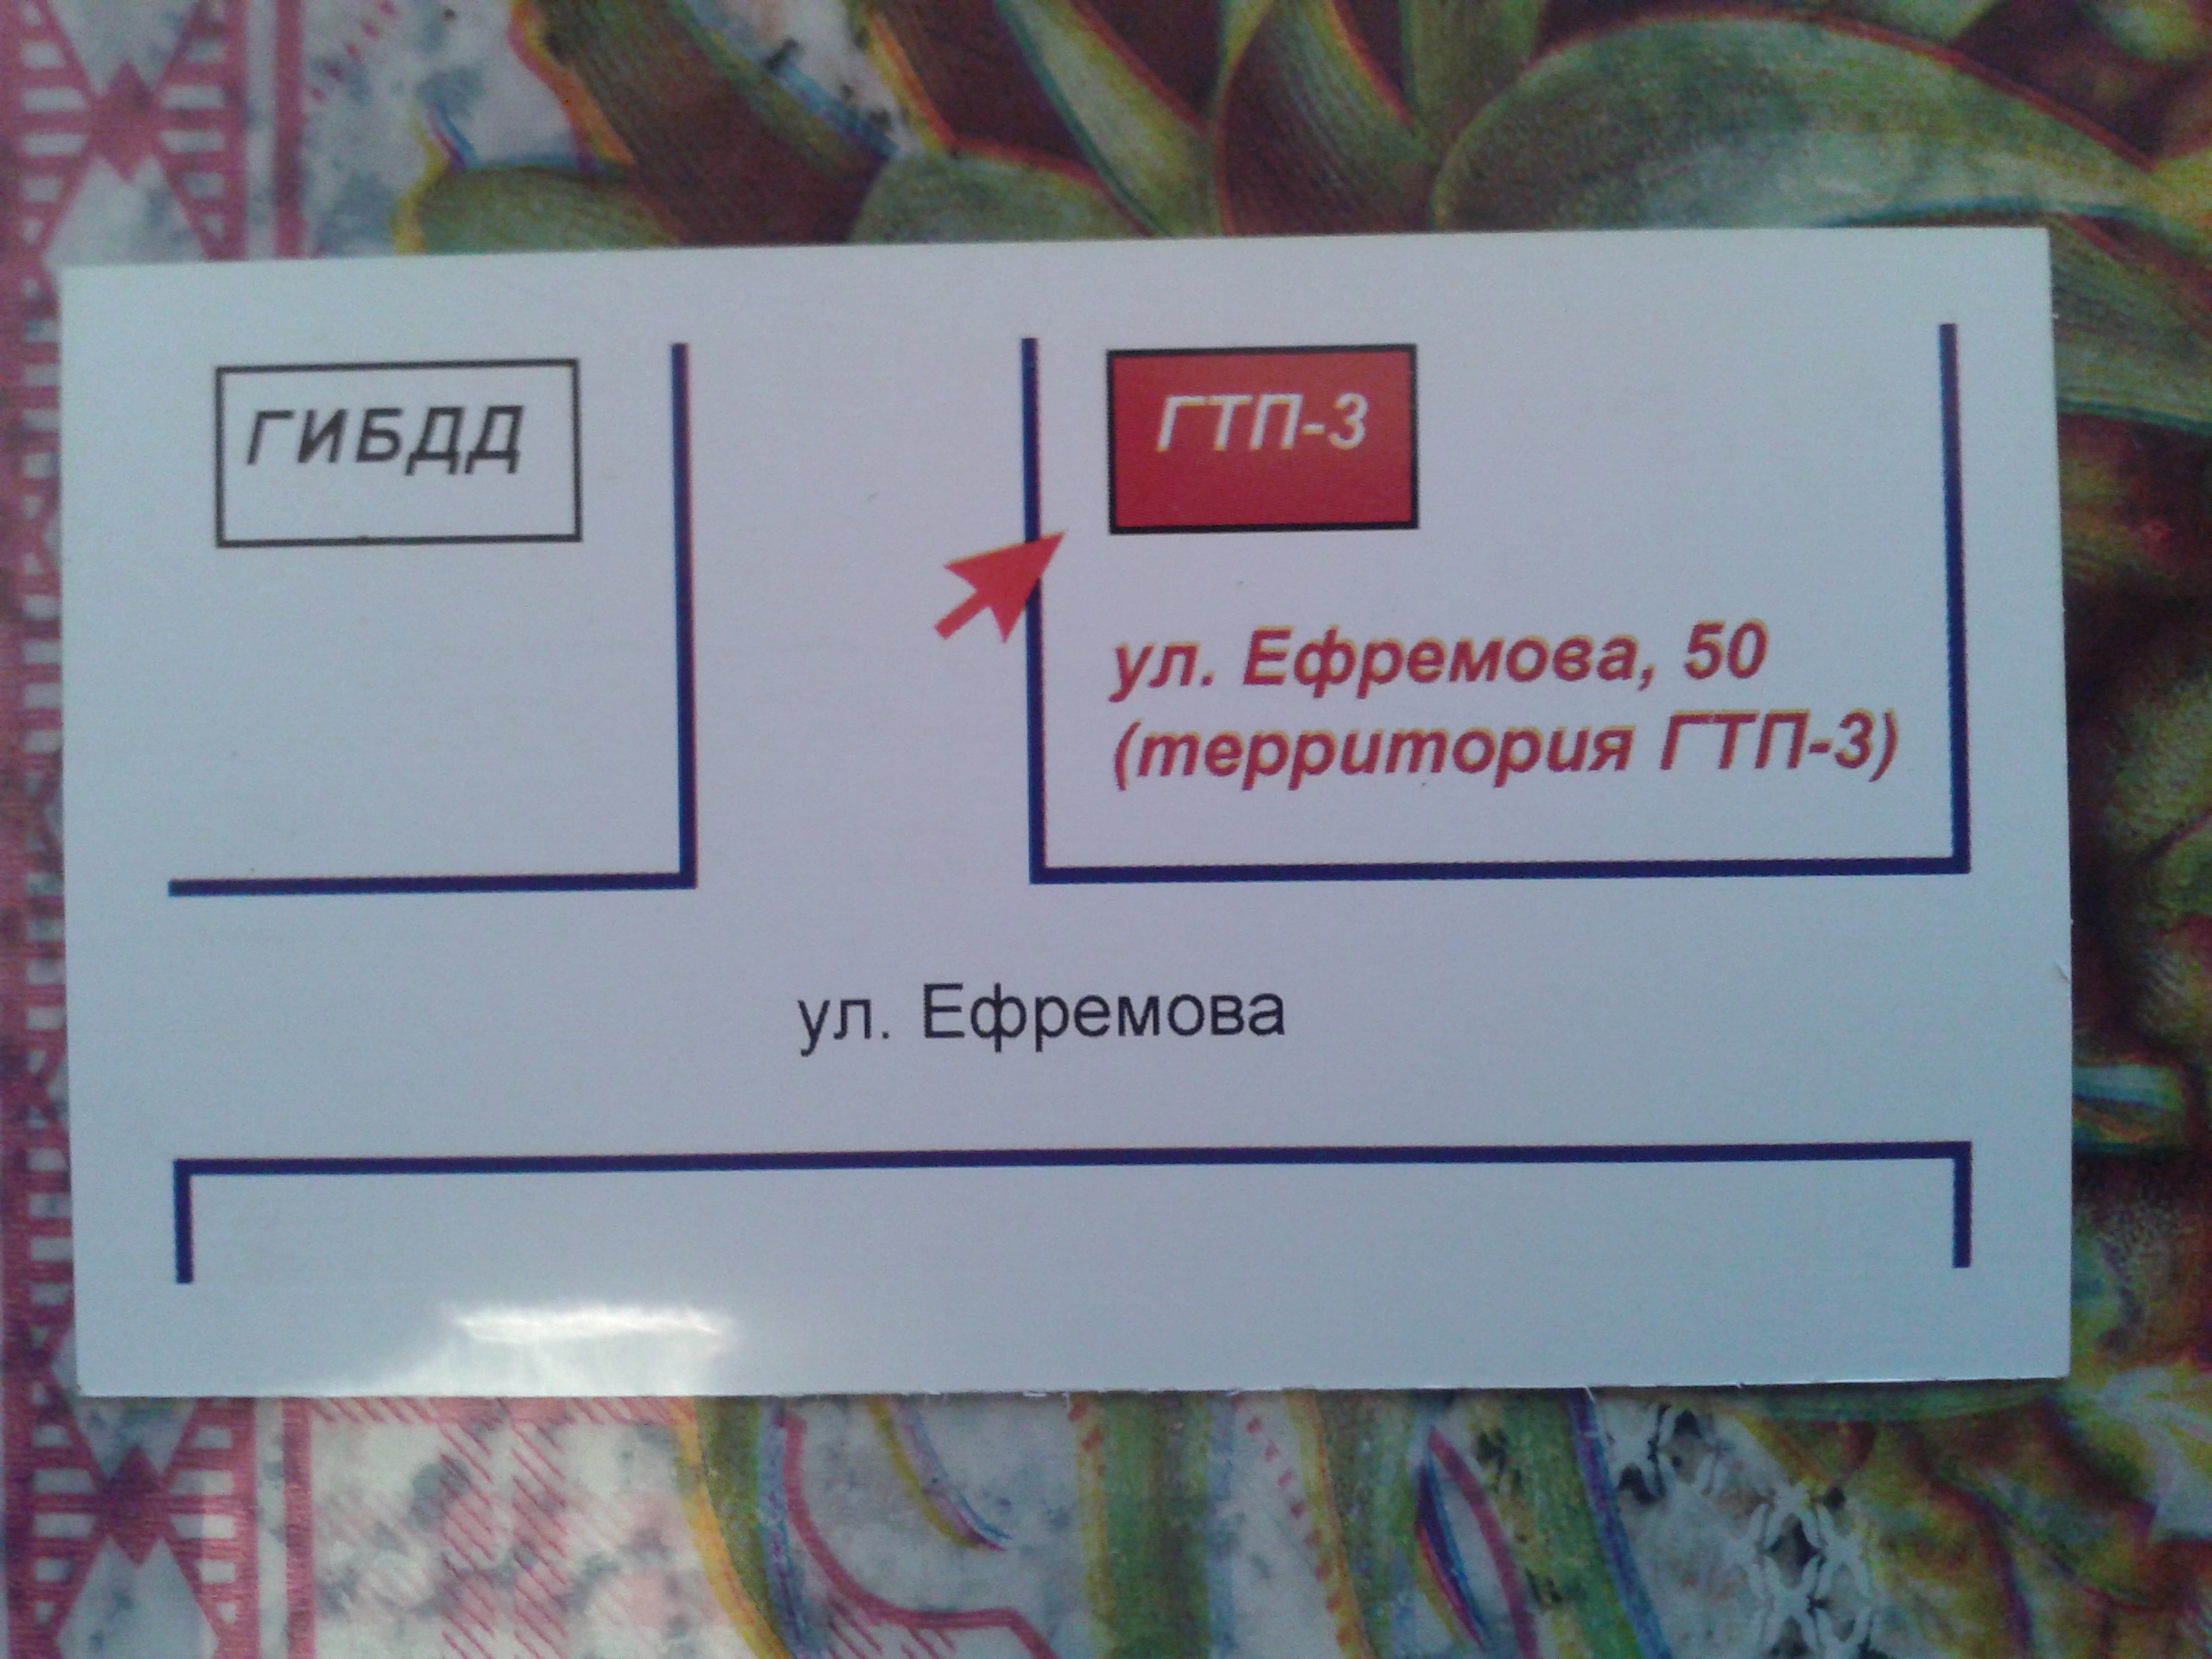 ГИБДД
ГТП-3
ул. Ефремова, 50
(территория ГТП-3)
ул. Ефремова